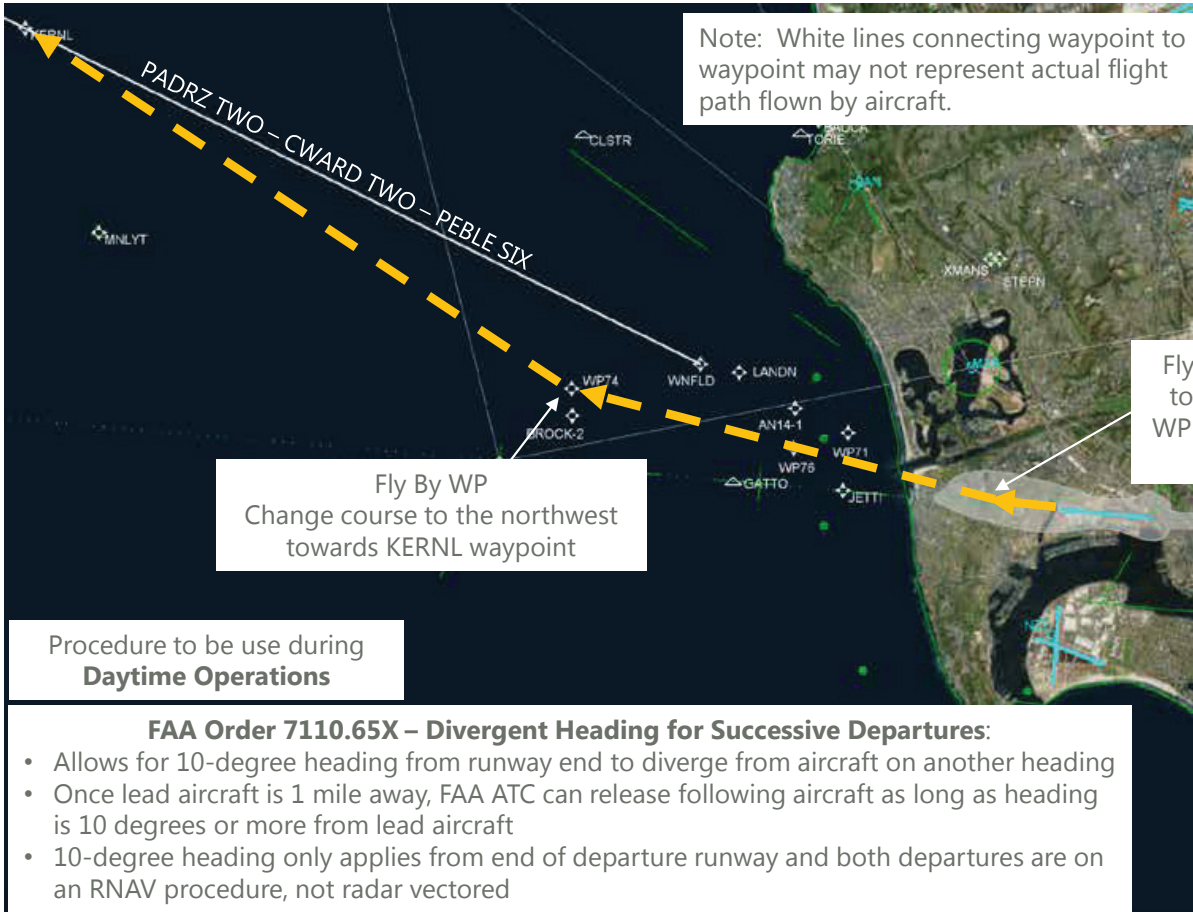 KERNL
Note: White lines connecting waypoint to
waypoint may not represent actual flight
path flown by aircraft.
PADRZ TWO – CWARD TWO – PEBLE SIX
CLSTR
TORIE
MNLYT
XMANS
STEPN
WP74
WNFLD
LANDN
BROCK-2
AN14-1
WP71
WP76
GATTO
JETTI
Fly
to
WP
Fly By WP
Change course to the northwest
towards KERNL waypoint
Procedure to be use during
Daytime Operations
FAA Order 7110.65X – Divergent Heading for Successive Departures:
• Allows for 10-degree heading from runway end to diverge from aircraft on another heading
• Once lead aircraft is 1 mile away, FAA ATC can release following aircraft as long as heading
is 10 degrees or more from lead aircraft
• 10-degree heading only applies from end of departure runway and both departures are on
an RNAV procedure, not radar vectored